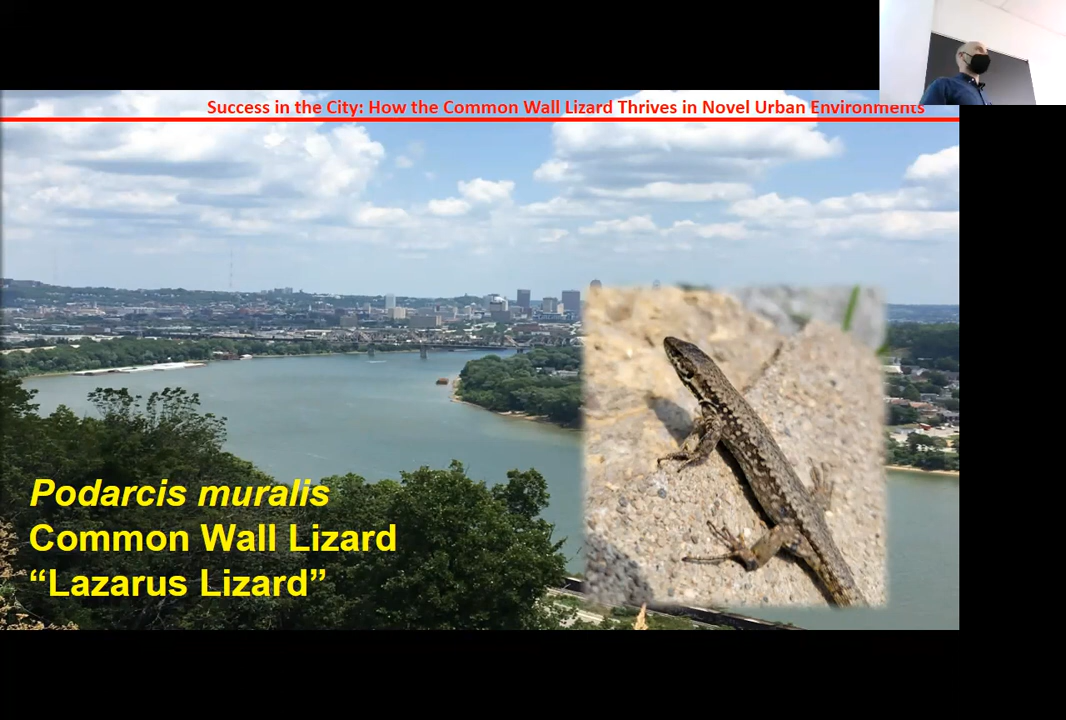 Success in the City: How the Common Wall Lizard Thrives in Novel Urban Environments
Podarcis muralis
Common Wall Lizard
“Lazarus Lizard”